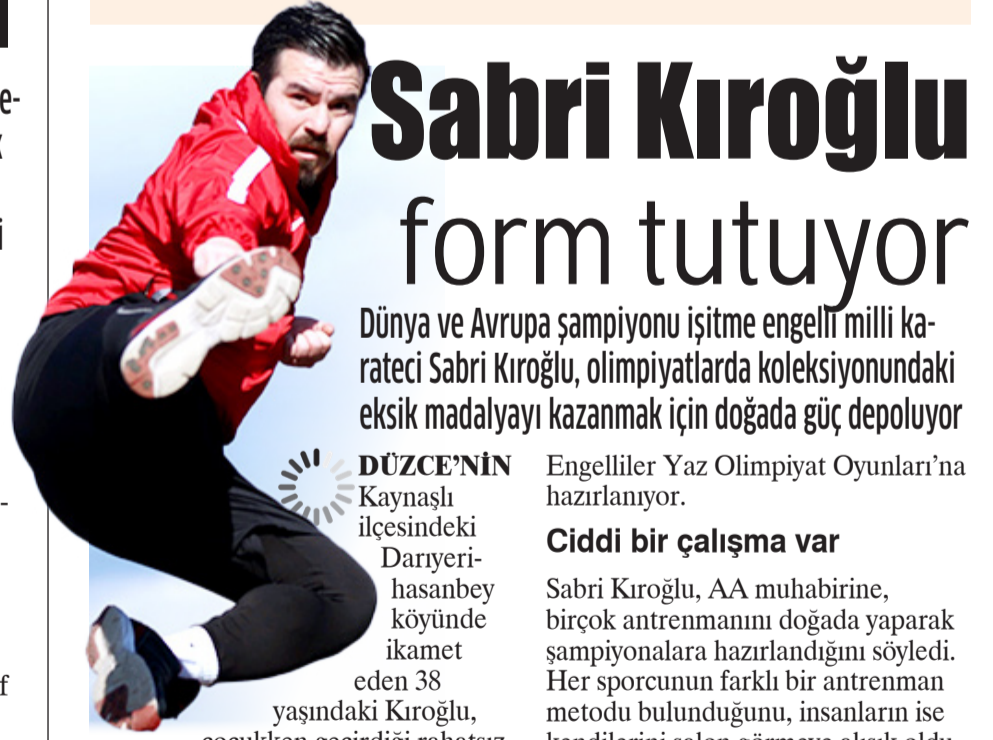 Sabri Kıroğlu
form tutuyor
Dünya ve Avrupa şampiyonu işitme engelli milli ka-
rateci Sabri Kıroğlu, olimpiyatlarda koleksiyonundaki
eksik madalyayı kazanmak için doğada güç depoluyor
DÜZCE’NİN
Kaynaşlı
ilçesindeki
Darıyeri-
hasanbey
köyünde
ikamet
eden 38
yaşındaki Kıroğlu,
Engelliler Yaz Olimpiyat Oyunları’na
hazırlanıyor.
Ciddi bir çalışma var
Sabri Kıroğlu, AA muhabirine,
birçok antrenmanını doğada yaparak
şampiyonalara hazırlandığını söyledi.
Her sporcunun farklı bir antrenman
metodu bulunduğunu, insanların ise